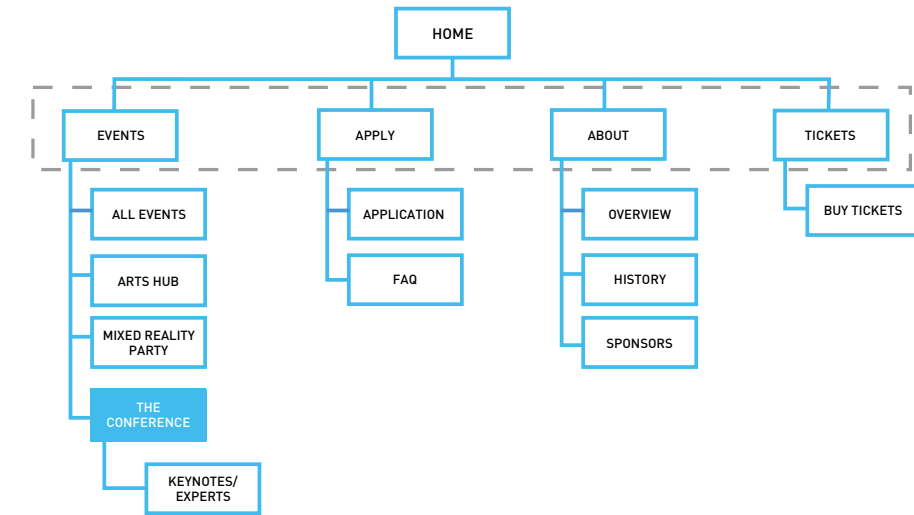 HOME
EVENTS
APPLY
ABOUT
TICKETS
ALL EVENTS
APPLICATION
OVERVIEW
BUY TICKETS
ARTS HUB
FAQ
HISTORY
MIXED REALITY
PARTY
SPONSORS
THE
CONFERENCE
KEYNOTES/
EXPERTS